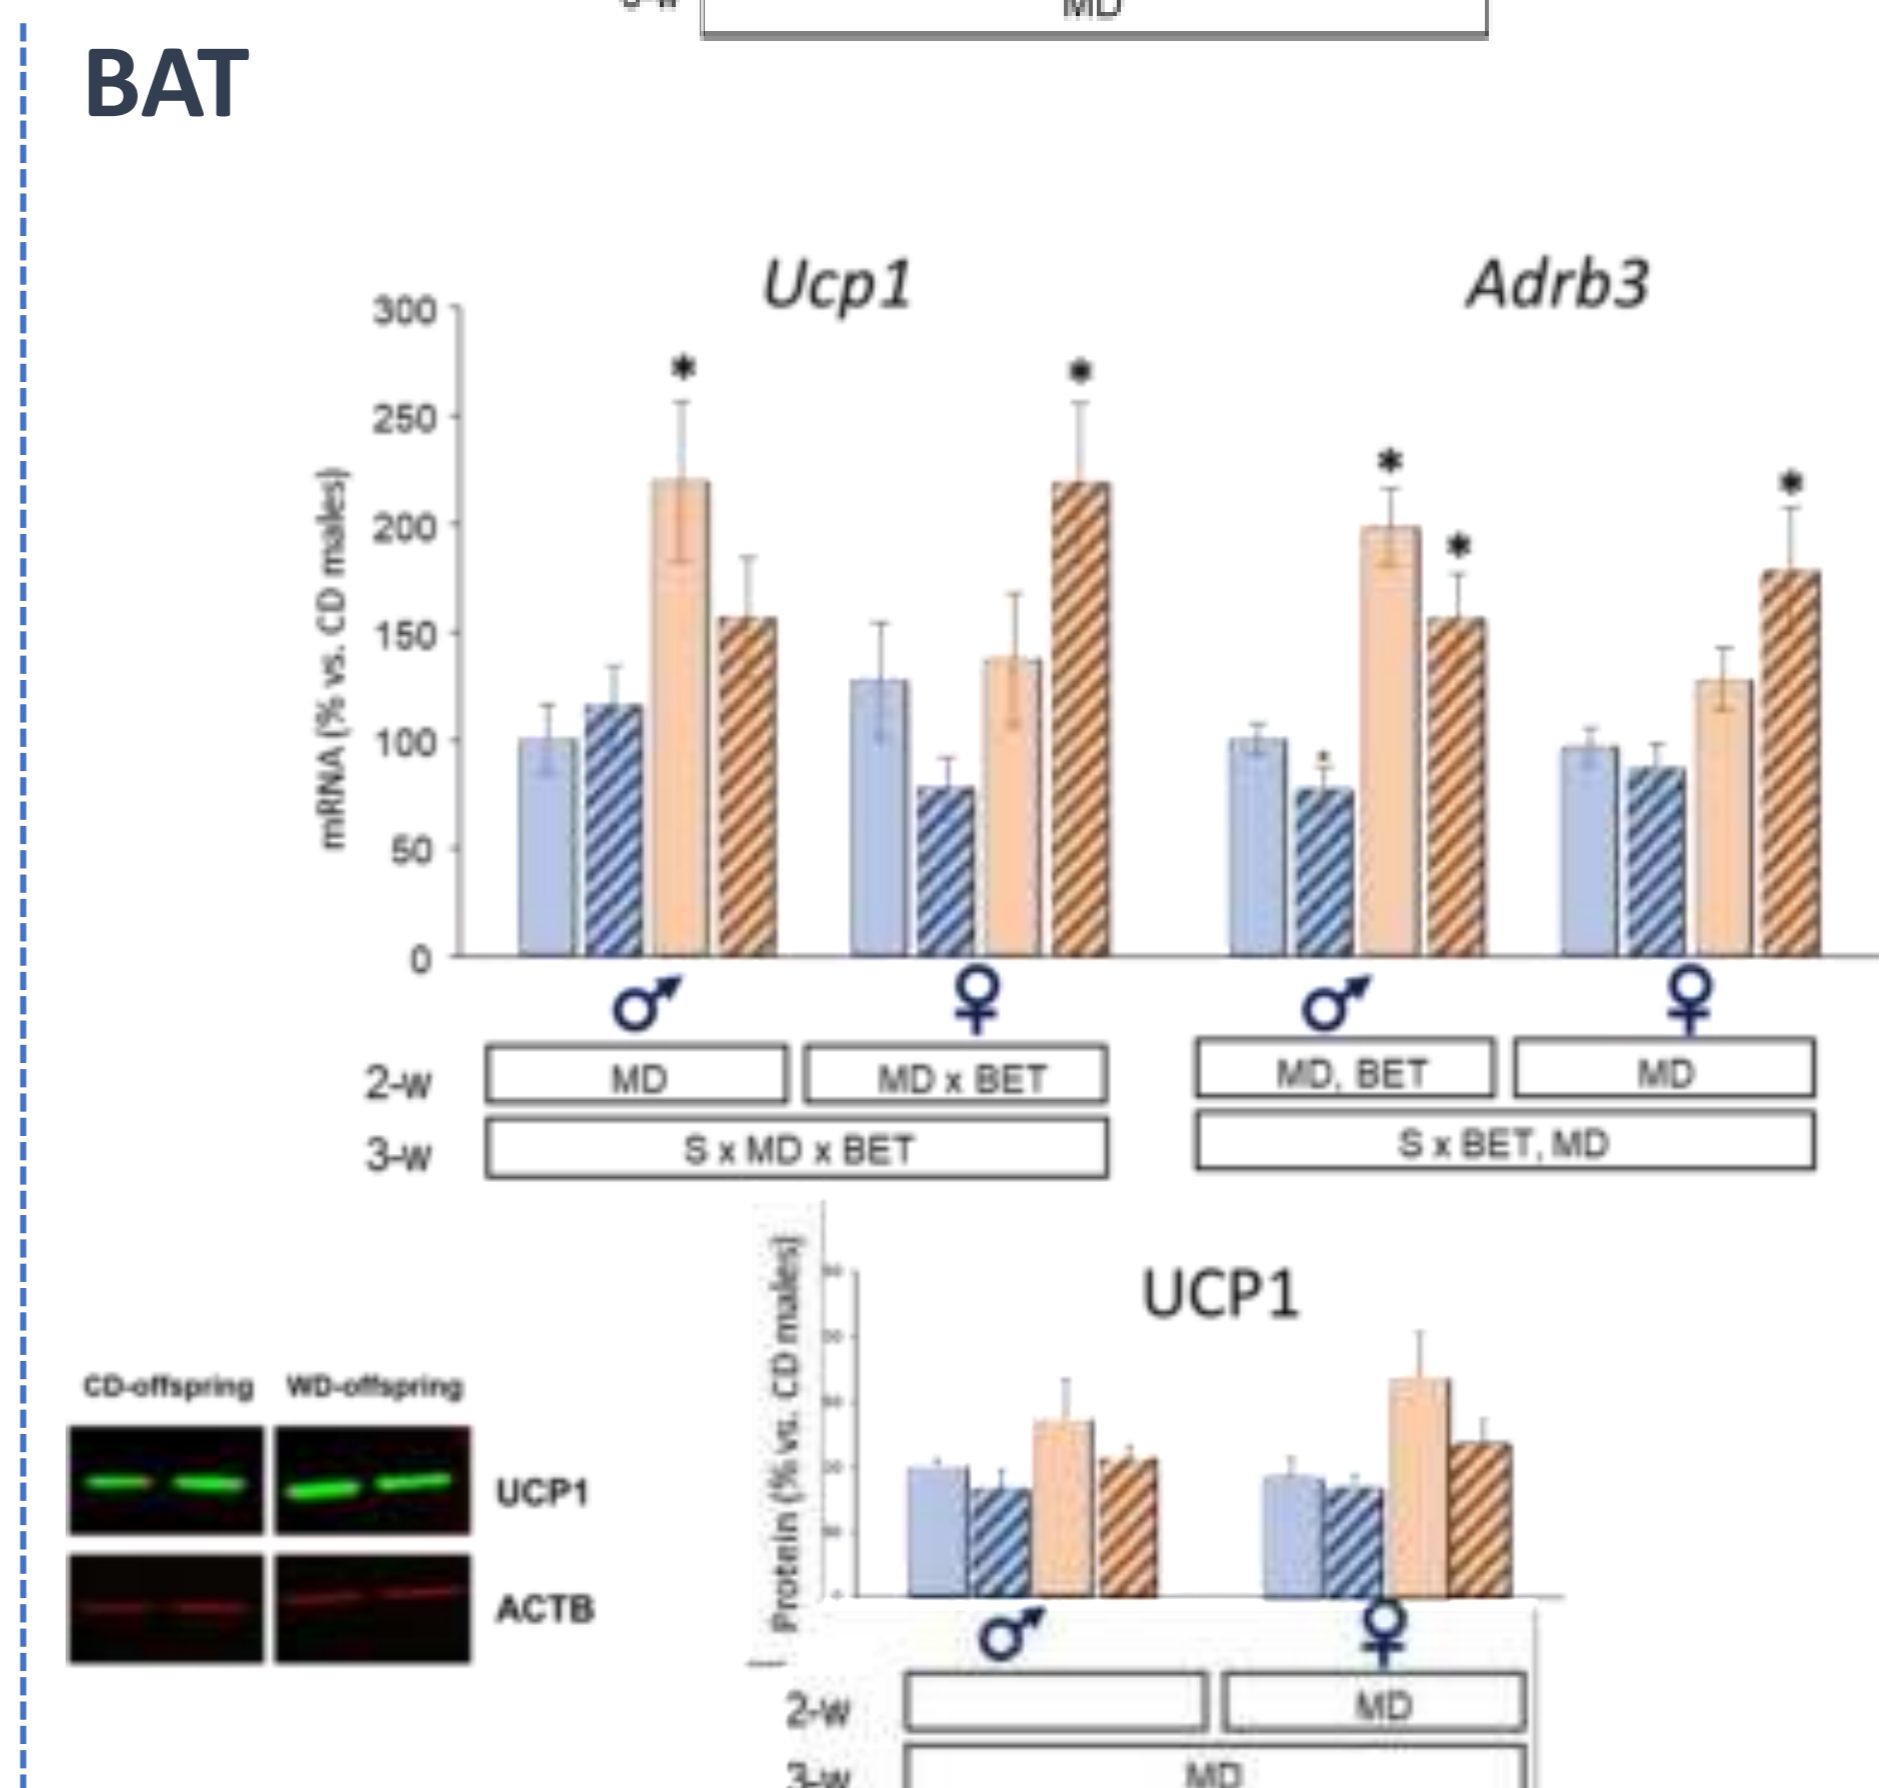 MD
BAT
Ucp1
Adrb3
300
250
200
150
100
50
0
mRNA (% vs. CD males)
*
*
*
*
*
*
♂
♀
♂
♀
2-w
MD
MD x BET
MD, BET
MD
3-w
S x MD x BET
S x BET, MD
UCP1
Protein (% vs. CD males)
CD-offspring
WD-offspring
UCP1
ACTB
♂
♀
2-w
MD
3-w
MD